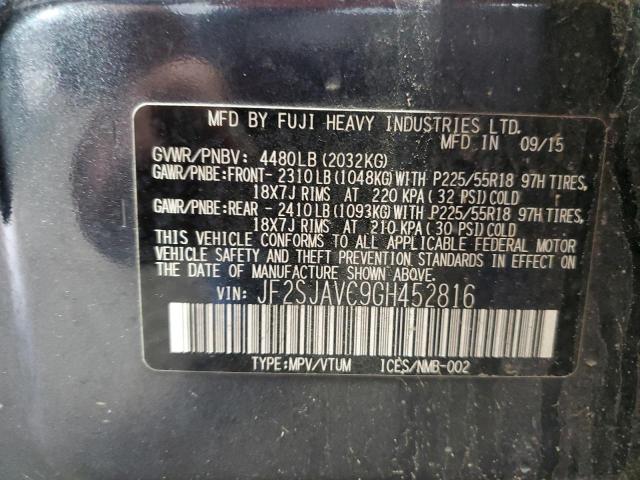 MFD BY FUJI HEAVY INDUSTRIES LTD.
MFD IN 09/15
GVWR/PNBV: 4480LB(2032KG)
GAWR/PNBE:FRONT- 2310LB(1048KG)WITH P225/55R18 97H TIRES,
18X7J RIMS AT 220 KPA(32 PSI)COLD
GAWR/PNBE:REAR - 2410LB(1093KG)WITH P225/55R18 97H TIRES,
18X7J RIMS AT 210 KPA(30 PSI)COLD
THIS VEHICLE CONFORMS TO ALL APPLICABLE FEDERAL MOTOR
VEHICLE SAFETY AND THEFT PREVENTION STANDARDS IN EFFECT ON
THE DATE OF MANUFACTURE SHOWN ABOVE.
VIN: JF2SJAVC9GH452816
TYPE:MPV/VTUM ICES/NMB-002